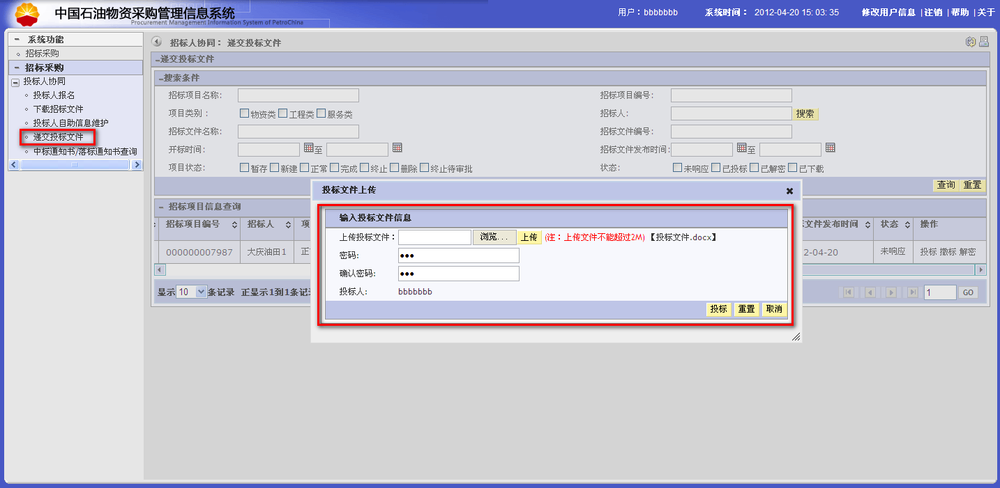 中国石油物资采购管理信息系统
Procurement Management Information System of PetroChina
用户：bbbbbbb 系统时间： 2012-04-20 15:03:35 修改用户信息 |注销 |帮助 |关于
系统功能
招标采购
招标采购
投标人协同
投标人报名
下载招标文件
投标人自助信息维护
递交投标文件
中标通知书/落标通知书查询
招标人协同： 递交投标文件
递交投标文件
搜索条件
招标项目名称: 招标项目编号:
项目类别： 物资类 工程类 服务类 招标人: 搜索
招标文件名称: 招标文件编号:
开标时间: 至 招标文件发布时间: 至
项目状态: 暂存 新建 正常 完成 终止 删除 终止待审批 状态: 未响应 已投标 已解密 已下载
查询 重置
招标项目信息查询
招标项目编号 招标人 文件发布时间 状态 操作
000000007987 大庆油田1 2-04-20 未响应 投标 撤标 解密
显示 10 条记录 正显示1到1条记 1 GO
投标文件上传
输入投标文件信息
上传投标文件： 浏览... 上传 (注：上传文件不能超过2M)【投标文件.docx】
密码: ●●●
确认密码: ●●●
投标人: bbbbbbb
投标 重置 取消